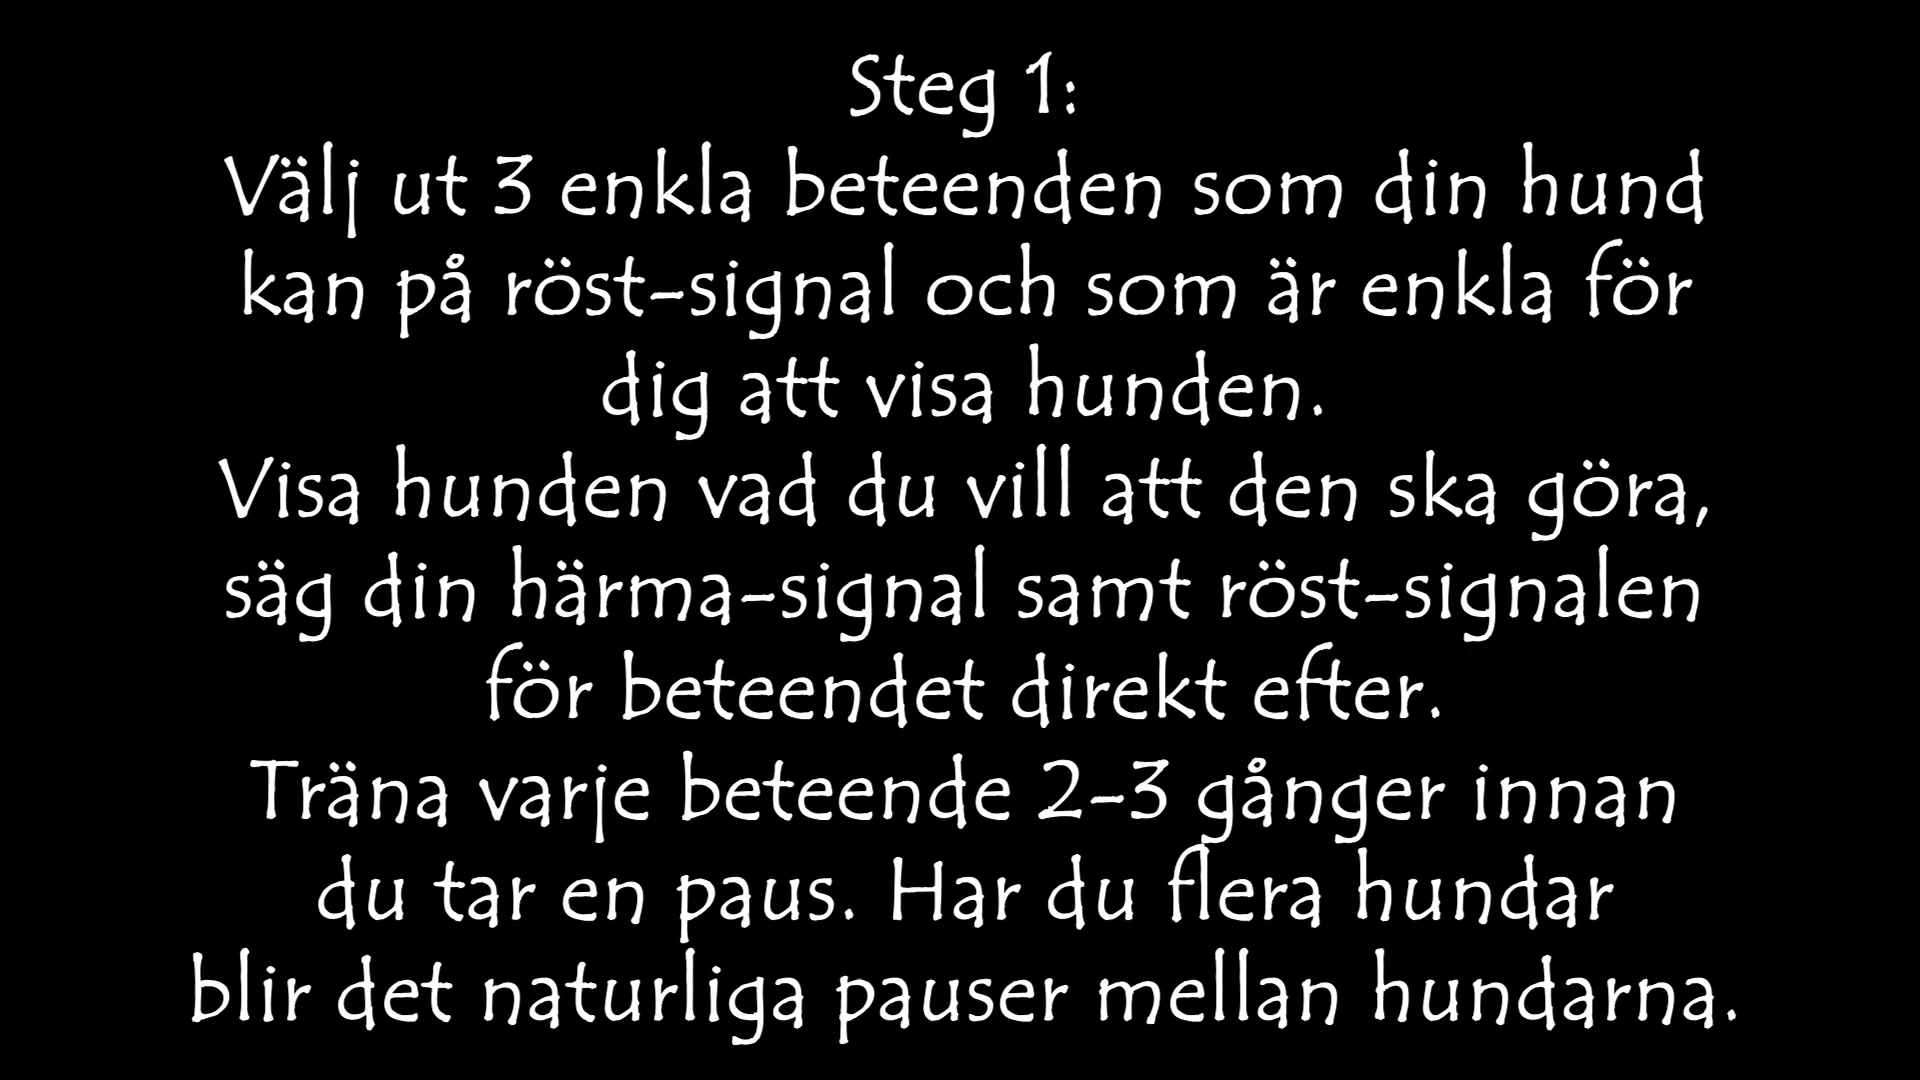 Steg 1:
Välj ut 3 enkla beteenden som din hund
kan på röst-signal och som är enkla för
dig att visa hunden.
Visa hunden vad du vill att den ska göra,
säg din härma-signal samt röst-signalen
för beteendet direkt efter.
Träna varje beteende 2-3 gånger innan
du tar en paus. Har du flera hundar
blir det naturliga pauser mellan hundarna.